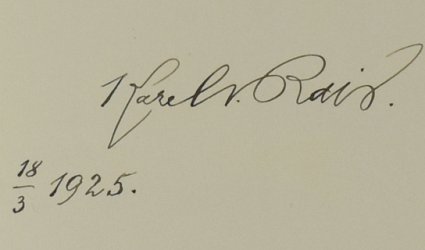 Karel V. Rais.
18/3 1925.